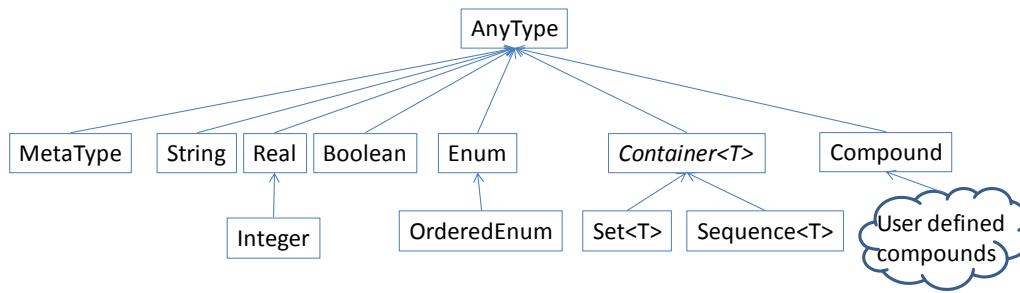 AnyType
MetaType
String
Real
Boolean
Enum
Container<T>
Compound
Integer
OrderedEnum
Set<T>
Sequence<T>
User defined
compounds